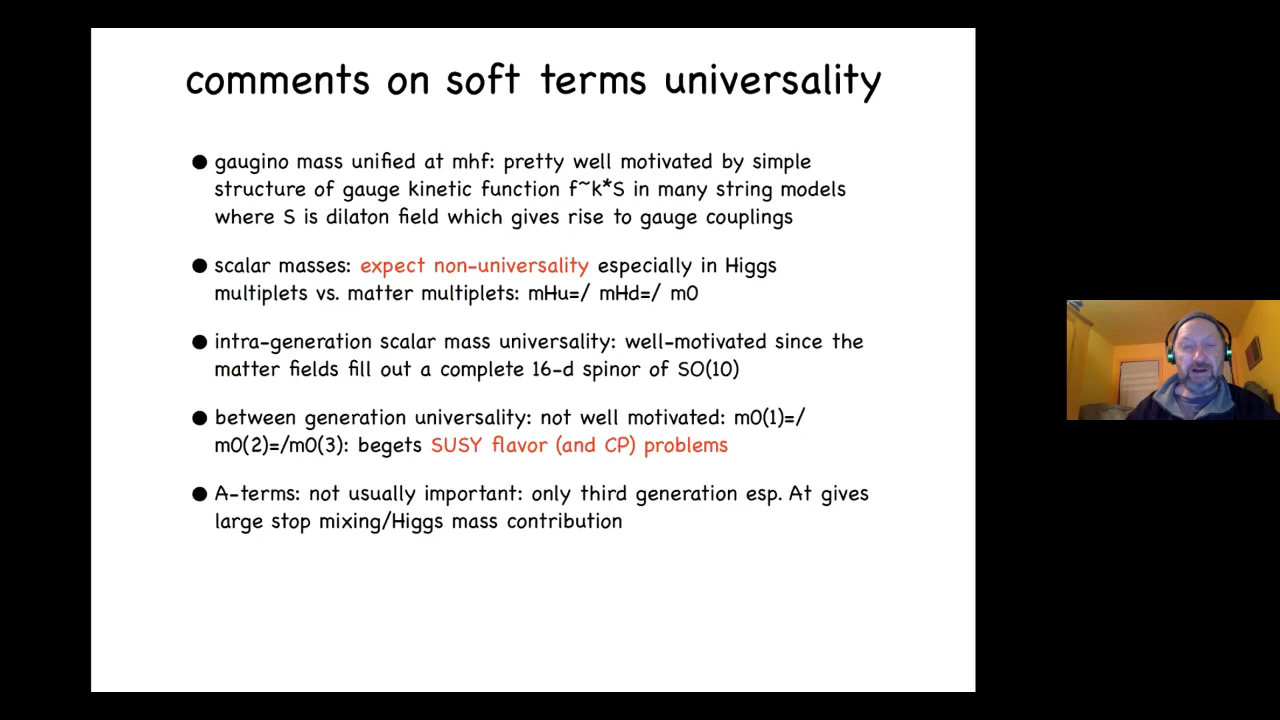 comments on soft terms universality
● gaugino mass unified at mhf: pretty well motivated by simple
structure of gauge kinetic function f~k*S in many string models
where S is dilaton field which gives rise to gauge couplings
● scalar masses: expect non-universality especially in Higgs
multiplets vs. matter multiplets: mHu=/ mHd=/ m0
● intra-generation scalar mass universality: well-motivated since the
matter fields fill out a complete 16-d spinor of SO(10)
● between generation universality: not well motivated: m0(1)=/
m0(2)=/m0(3): begets SUSY flavor (and CP) problems
● A-terms: not usually important: only third generation esp. At gives
large stop mixing/Higgs mass contribution